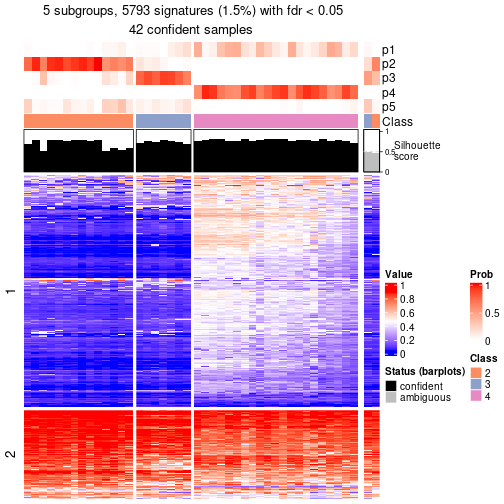 5 subgroups, 5793 signatures (1.5%) with fdr < 0.05
42 confident samples
p1
p2
p3
p4
p5
Class
1
0.5
0
Silhouette
score
1
2
Value
1
0.8
0.6
0.4
0.2
0
Status (barplots)
confident
ambiguous
Prob
1
0.5
0
Class
2
3
4